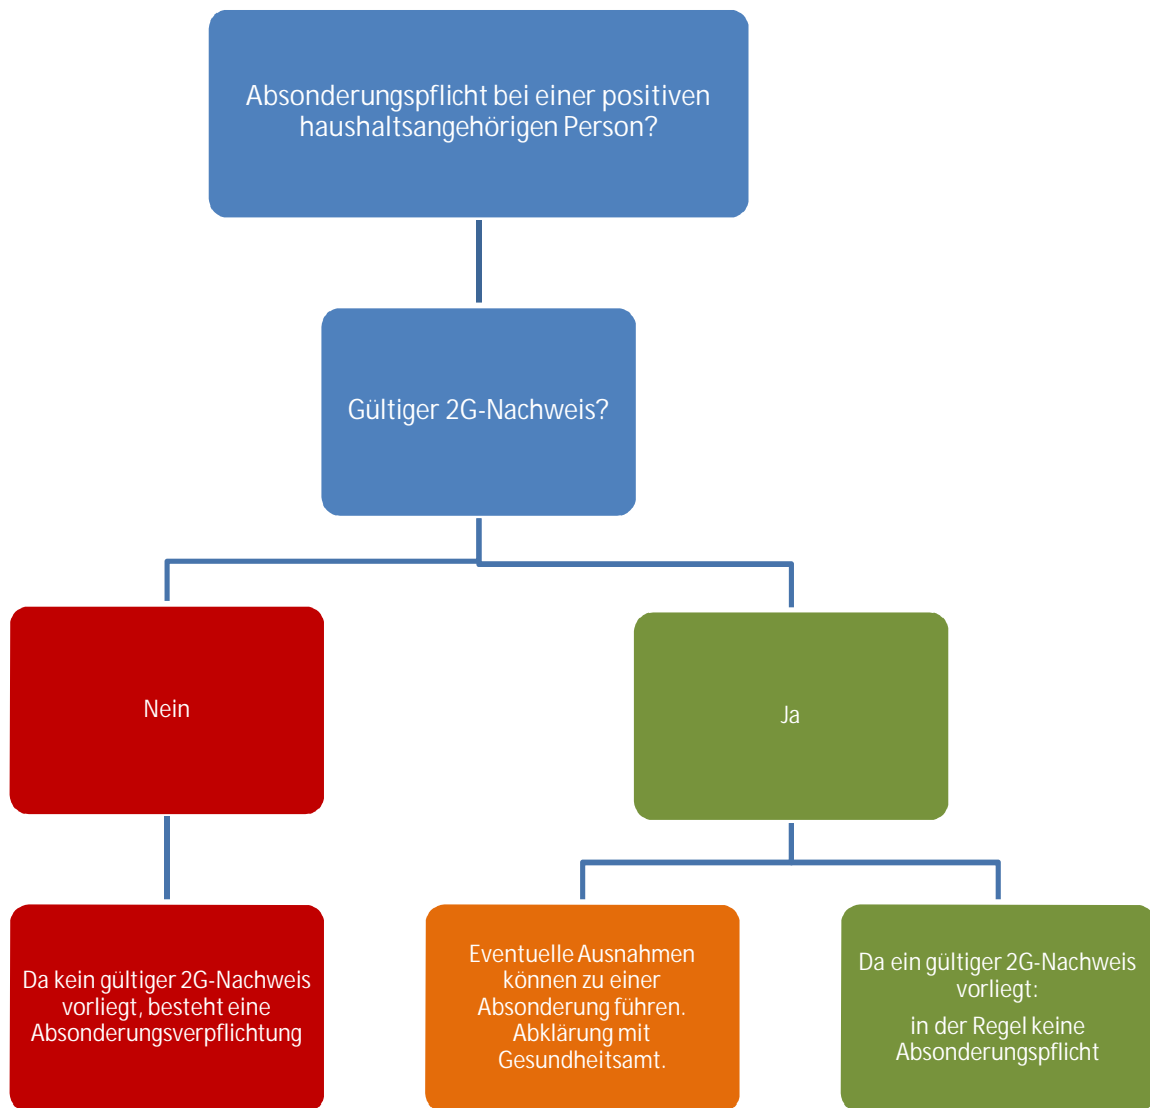 Absonderungspflicht bei einer positiven
haushaltsangehörigen Person?
Gültiger 2G-Nachweis?
Nein
Ja
Da kein gültiger 2G-Nachweis
vorliegt, besteht eine
Absonderungsverpflichtung
Eventuelle Ausnahmen
können zu einer
Absonderung führen.
Abklärung mit
Gesundheitsamt.
Da ein gültiger 2G-Nachweis
vorliegt:
in der Regel keine
Absonderungspflicht